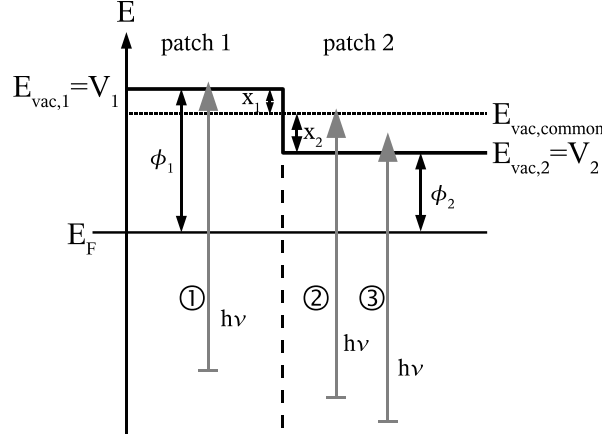 E
patch 1 patch 2
E_vac,1=V_1
x_1
E_vac,common
x_2
E_vac,2=V_2
ϕ_1
ϕ_2
E_F
① ② ③
hν
hν
hν